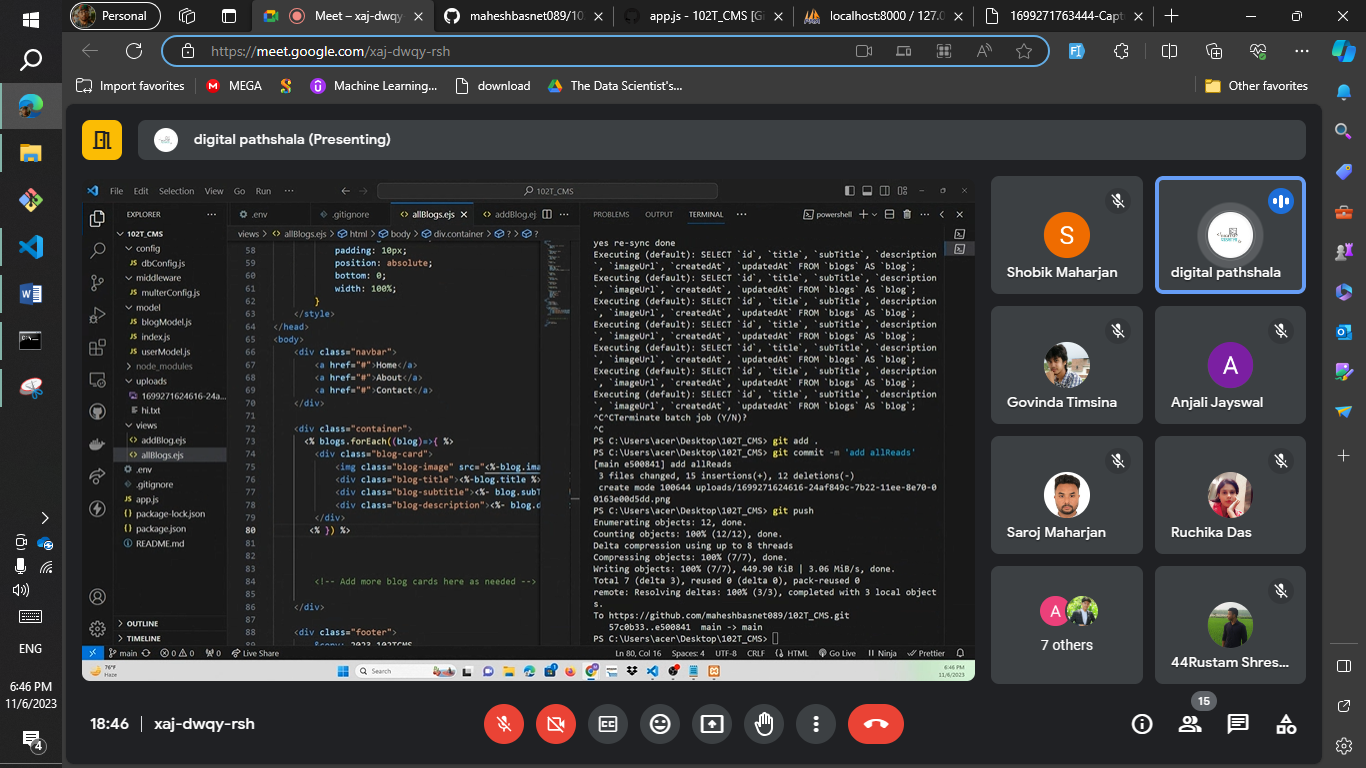 Personal
Meet – xaj-dwqy
maheshbasnet089/10
app.js - 102T_CMS [G
localhost:8000 / 127.0
1699271763444-Capt
https://meet.google.com/xaj-dwqy-rsh
Import favorites
MEGA
Machine Learning...
download
The Data Scientist's...
Other favorites
digital pathshala (Presenting)
File Edit Selection View Go Run ···
102T_CMS
EXPLORER
102T_CMS
config
dbConfig.js
middleware
multerConfig.js
model
blogModel.js
index.js
userModel.js
node_modules
uploads
1699271624616-24a...
hi.txt
views
addBlog.ejs
allBlogs.ejs
.env
.gitignore
app.js
package-lock.json
package.json
README.md
OUTLINE
TIMELINE
.env
.gitignore
allBlogs.ejs
addBlog.ej
views > allBlogs.ejs > html > body > div.container > ? > ?
58 padding: 10px;
59 position: absolute;
60 bottom: 0;
61 width: 100%;
62 }
63 </style>
64 </head>
65 <body>
66 <div class="navbar">
67 <a href="#">Home</a>
68 <a href="#">About</a>
69 <a href="#">Contact</a>
70 </div>
71
72 <div class="container">
73 <% blogs.forEach((blog)=>{ %>
74 <div class="blog-card">
75 <img class="blog-image" src="<%-blog.ima
76 <div class="blog-title"><%-blog.title %>
77 <div class="blog-subtitle"><%- blog.subT
78 <div class="blog-description"><%- blog.d
79 </div>
80 <% }) %>
81
82
83
84 <!-- Add more blog cards here as needed -->
85
86 </div>
87
88 <div class="footer">
89 &copy; 2023 102TCMS
PROBLEMS OUTPUT TERMINAL ···
powershell
yes re-sync done
Executing (default): SELECT `id`, `title`, `subTitle`, `description
`, `imageUrl`, `createdAt`, `updatedAt` FROM `blogs` AS `blog`;
Executing (default): SELECT `id`, `title`, `subTitle`, `description
`, `imageUrl`, `createdAt`, `updatedAt` FROM `blogs` AS `blog`;
Executing (default): SELECT `id`, `title`, `subTitle`, `description
`, `imageUrl`, `createdAt`, `updatedAt` FROM `blogs` AS `blog`;
Executing (default): SELECT `id`, `title`, `subTitle`, `description
`, `imageUrl`, `createdAt`, `updatedAt` FROM `blogs` AS `blog`;
Executing (default): SELECT `id`, `title`, `subTitle`, `description
`, `imageUrl`, `createdAt`, `updatedAt` FROM `blogs` AS `blog`;
Executing (default): SELECT `id`, `title`, `subTitle`, `description
`, `imageUrl`, `createdAt`, `updatedAt` FROM `blogs` AS `blog`;
Executing (default): SELECT `id`, `title`, `subTitle`, `description
`, `imageUrl`, `createdAt`, `updatedAt` FROM `blogs` AS `blog`;
^C^CTerminate batch job (Y/N)?
^C
PS C:\Users\acer\Desktop\102T_CMS> git add .
PS C:\Users\acer\Desktop\102T_CMS> git commit -m 'add allReads'
[main e500841] add allReads
3 files changed, 15 insertions(+), 12 deletions(-)
create mode 100644 uploads/1699271624616-24af849c-7b22-11ee-8e70-0
0163e00d5dd.png
PS C:\Users\acer\Desktop\102T_CMS> git push
Enumerating objects: 12, done.
Counting objects: 100% (12/12), done.
Delta compression using up to 8 threads
Compressing objects: 100% (7/7), done.
Writing objects: 100% (7/7), 449.90 KiB | 3.06 MiB/s, done.
Total 7 (delta 3), reused 0 (delta 0), pack-reused 0
remote: Resolving deltas: 100% (3/3), completed with 3 local object
s.
To https://github.com/maheshbasnet089/102T_CMS.git
57c0b33..e500841 main -> main
PS C:\Users\acer\Desktop\102T_CMS>
main 0 0 0 Live Share
Ln 80, Col 16 Spaces: 4 UTF-8 CRLF HTML Go Live Ninja Prettier
76°F
Haze
Search
6:46 PM
11/6/2023
S
Shobik Maharjan
digital pathshala
Govinda Timsina
A
Anjali Jayswal
Saroj Maharjan
Ruchika Das
A
7 others
44Rustam Shres...
ENG
6:46 PM
11/6/2023
4
18:46 | xaj-dwqy-rsh
15